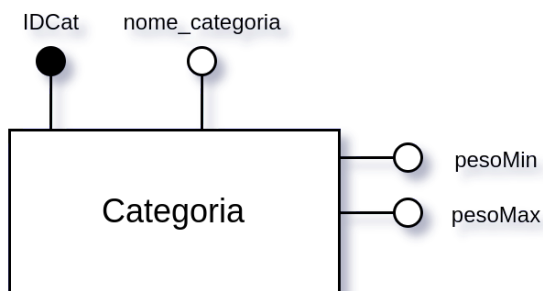 IDCat
nome_categoria
pesoMin
Categoria
pesoMax